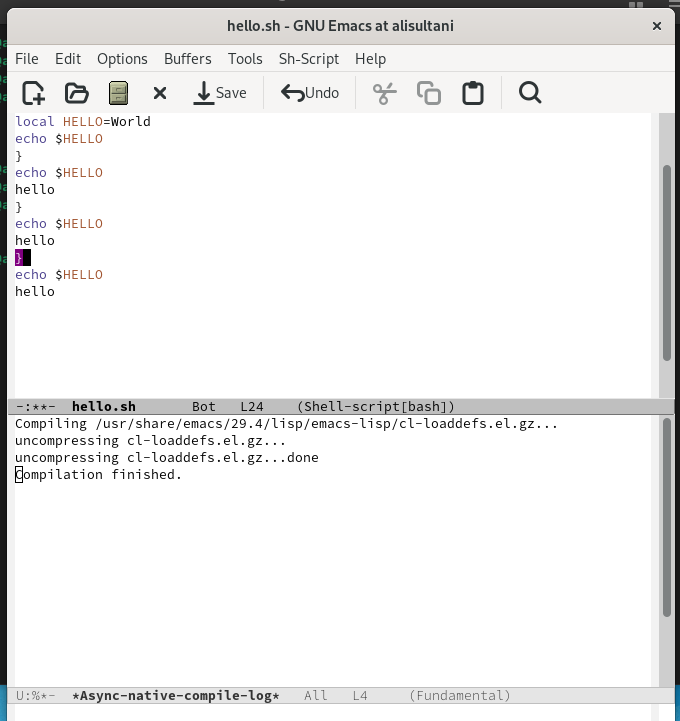 hello.sh - GNU Emacs at alisultani
File Edit Options Buffers Tools Sh-Script Help
Save Undo
local HELLO=World
echo $HELLO
}
echo $HELLO
hello
}
echo $HELLO
hello
}
echo $HELLO
hello
-:**- hello.sh Bot L24 (Shell-script[bash])
Compiling /usr/share/emacs/29.4/lisp/emacs-lisp/cl-loaddefs.el.gz...
uncompressing cl-loaddefs.el.gz...
uncompressing cl-loaddefs.el.gz...done
Compilation finished.
U:%*- *Async-native-compile-log* All L4 (Fundamental)